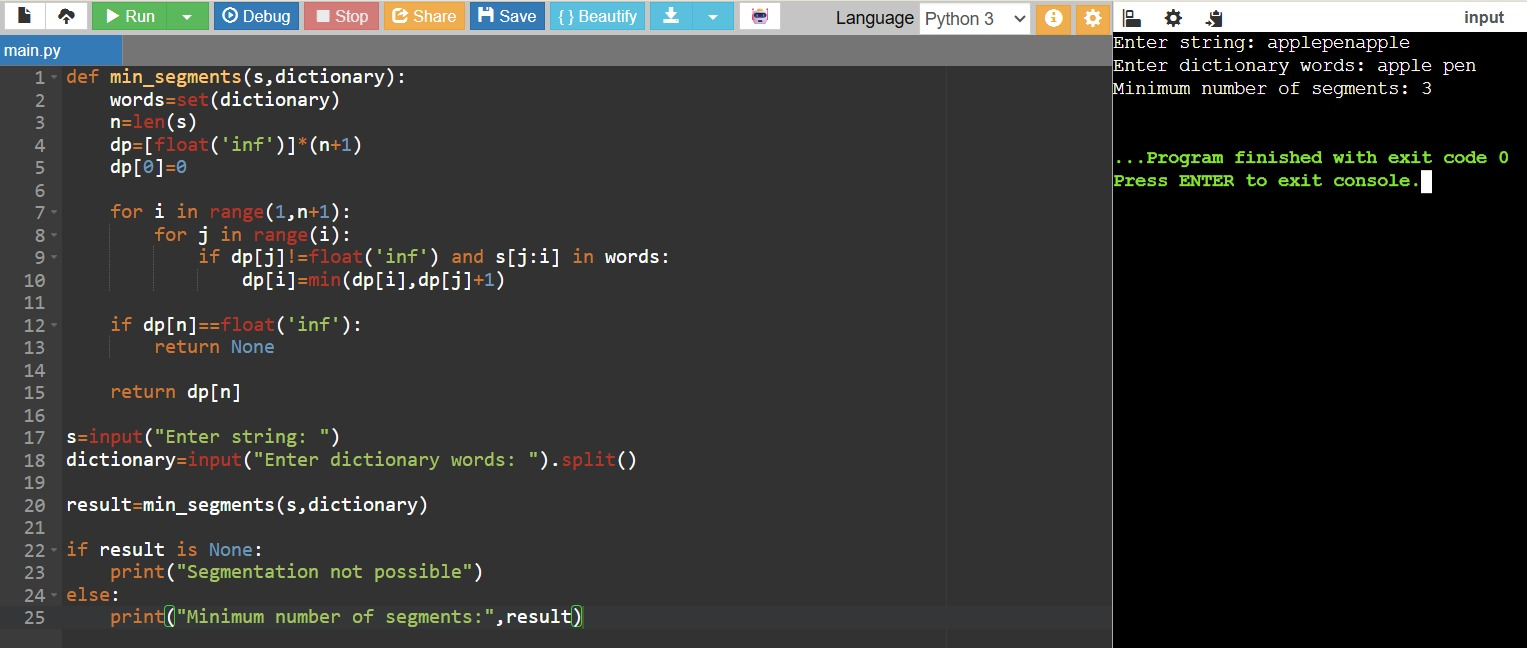 Run Debug Stop Share Save { } Beautify Language Python 3 input
main.py
1 def min_segments(s,dictionary):
2     words=set(dictionary)
3     n=len(s)
4     dp=[float('inf')]*(n+1)
5     dp[0]=0
6
7     for i in range(1,n+1):
8         for j in range(i):
9             if dp[j]!=float('inf') and s[j:i] in words:
10                 dp[i]=min(dp[i],dp[j]+1)
11
12     if dp[n]==float('inf'):
13         return None
14
15     return dp[n]
16
17 s=input("Enter string: ")
18 dictionary=input("Enter dictionary words: ").split()
19
20 result=min_segments(s,dictionary)
21
22 if result is None:
23     print("Segmentation not possible")
24 else:
25     print("Minimum number of segments:",result)
Enter string: applepenapple
Enter dictionary words: apple pen
Minimum number of segments: 3
...Program finished with exit code 0
Press ENTER to exit console.